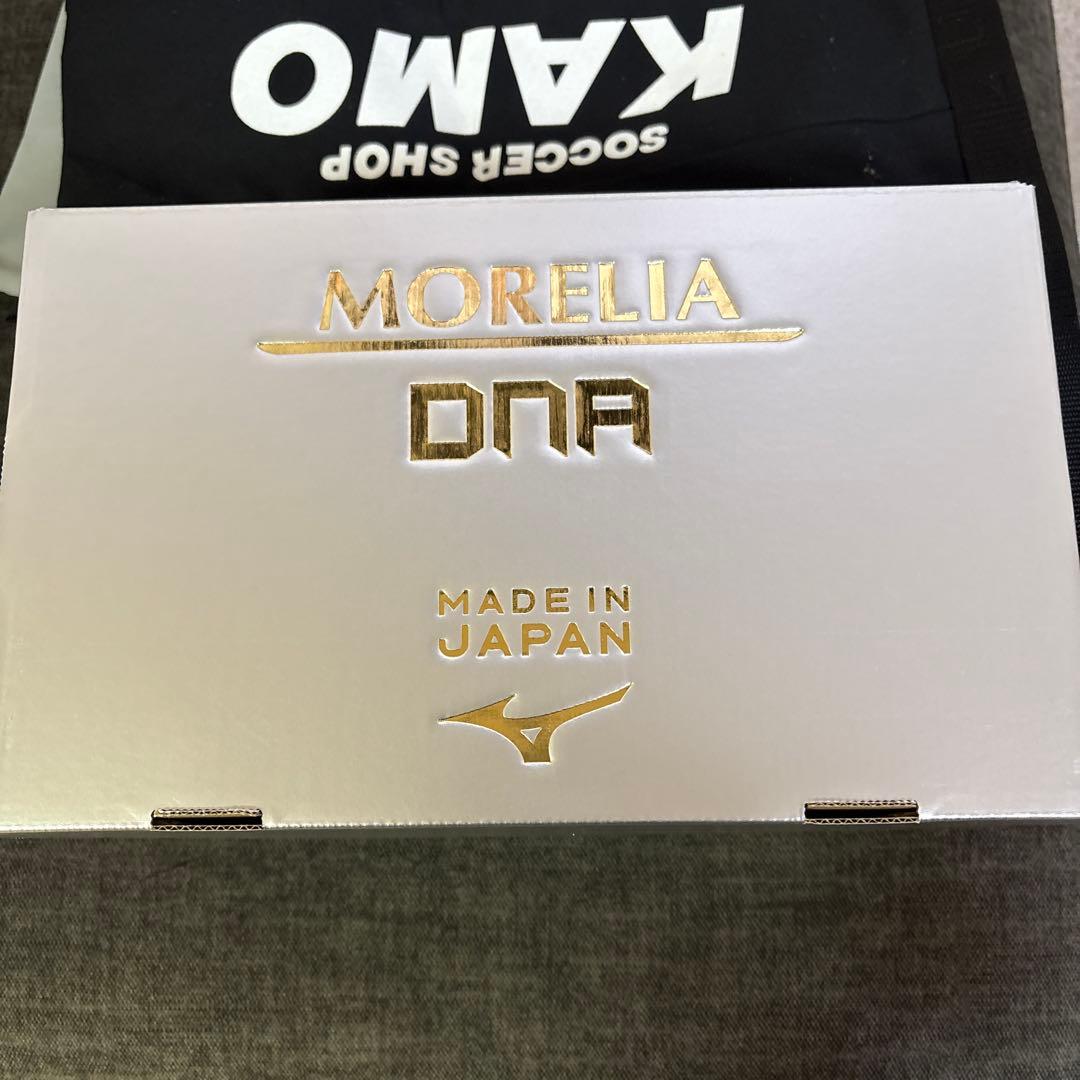 KAMO
SOCCER SHOP
MORELIA
DNA
MADE IN
JAPAN